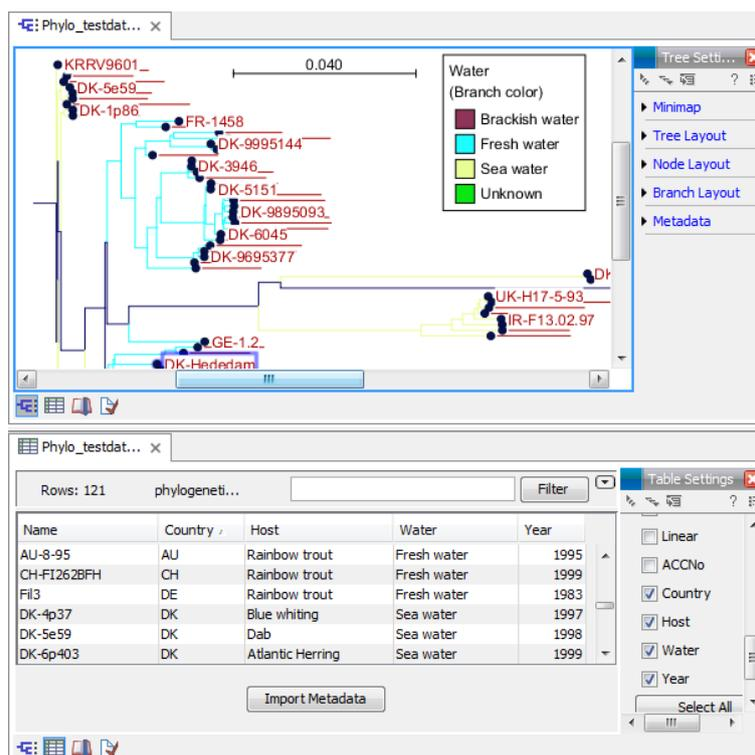 Phylo_testdat...
KRRV9601
DK-5e59
DK-1p86
FR-1458
DK-9995144
DK-3946
DK-5151
DK-9895093
DK-6045
DK-9695377
0.040
Water
(Branch color)
Brackish water
Fresh water
Sea water
Unknown
DK
UK-H17-5-93
IR-F13.02.97
GE-1.2
DK-Hededam
Tree Setti...
?
Minimap
Tree Layout
Node Layout
Branch Layout
Metadata
Phylo_testdat...
Rows: 121 phylogeneti... Filter
Name Country Host Water Year
AU-8-95 AU Rainbow trout Fresh water 1995
CH-FI262BFH CH Rainbow trout Fresh water 1999
Fil3 DE Rainbow trout Fresh water 1983
DK-4p37 DK Blue whiting Sea water 1997
DK-5e59 DK Dab Sea water 1998
DK-6p403 DK Atlantic Herring Sea water 1999
Import Metadata
Table Settings
?
Linear
ACCNo
Country
Host
Water
Year
Select All